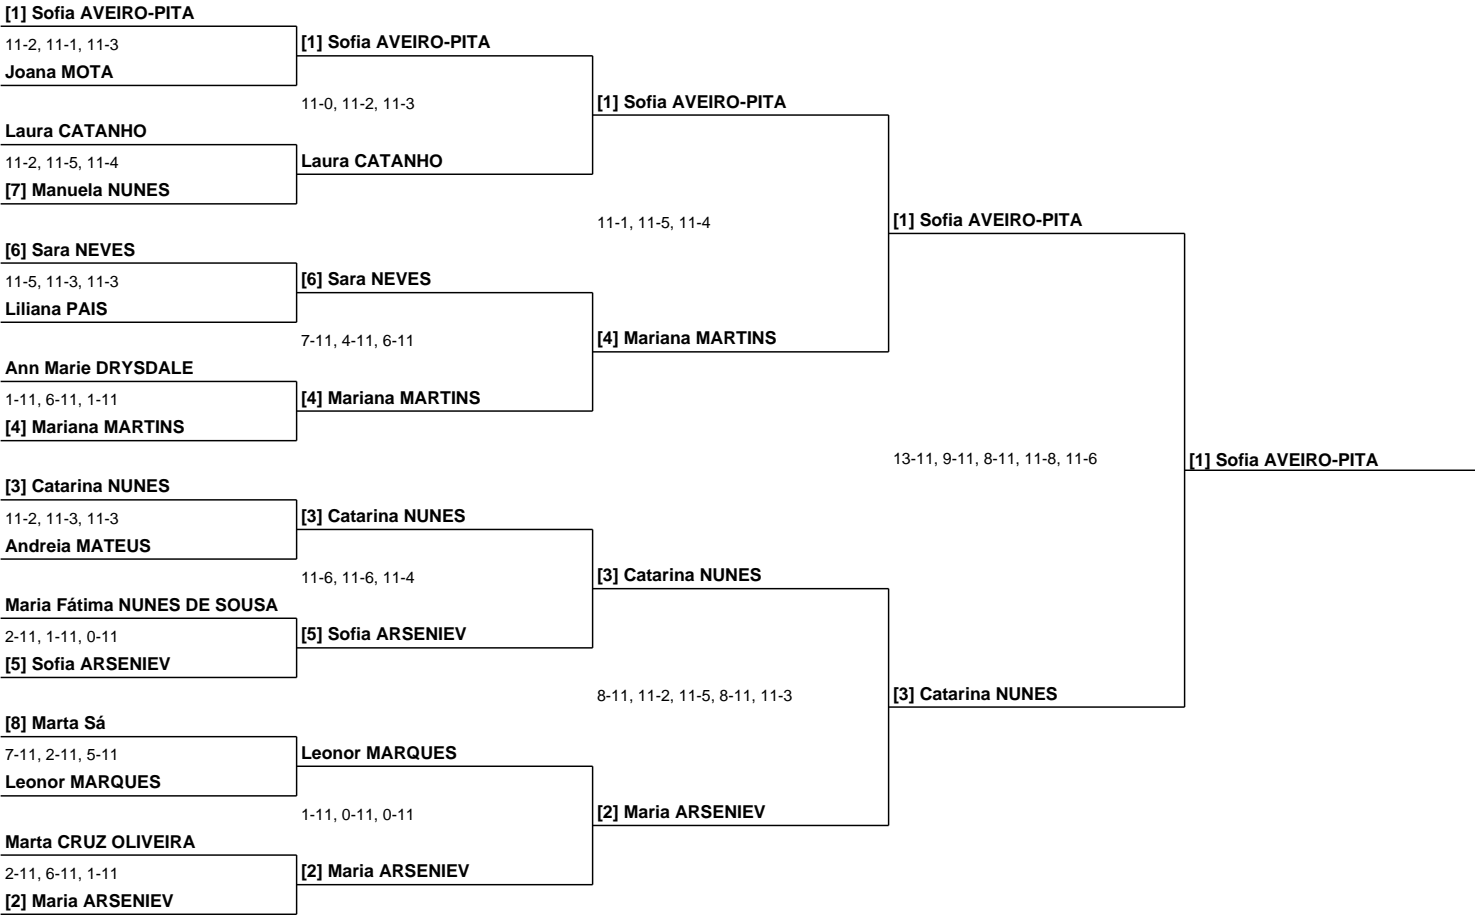 [1] Sofia AVEIRO-PITA
11-2, 11-1, 11-3
Joana MOTA
[1] Sofia AVEIRO-PITA
11-0, 11-2, 11-3
Laura CATANHO
11-2, 11-5, 11-4
[7] Manuela NUNES
Laura CATANHO
[1] Sofia AVEIRO-PITA
11-1, 11-5, 11-4
[6] Sara NEVES
11-5, 11-3, 11-3
Liliana PAIS
[6] Sara NEVES
7-11, 4-11, 6-11
Ann Marie DRYSDALE
1-11, 6-11, 1-11
[4] Mariana MARTINS
[4] Mariana MARTINS
[4] Mariana MARTINS
[1] Sofia AVEIRO-PITA
13-11, 9-11, 8-11, 11-8, 11-6
[1] Sofia AVEIRO-PITA
[3] Catarina NUNES
11-2, 11-3, 11-3
Andreia MATEUS
[3] Catarina NUNES
11-6, 11-6, 11-4
Maria Fátima NUNES DE SOUSA
2-11, 1-11, 0-11
[5] Sofia ARSENIEV
[5] Sofia ARSENIEV
[3] Catarina NUNES
8-11, 11-2, 11-5, 8-11, 11-3
[3] Catarina NUNES
[8] Marta Sá
7-11, 2-11, 5-11
Leonor MARQUES
Leonor MARQUES
1-11, 0-11, 0-11
[2] Maria ARSENIEV
Marta CRUZ OLIVEIRA
2-11, 6-11, 1-11
[2] Maria ARSENIEV
[2] Maria ARSENIEV